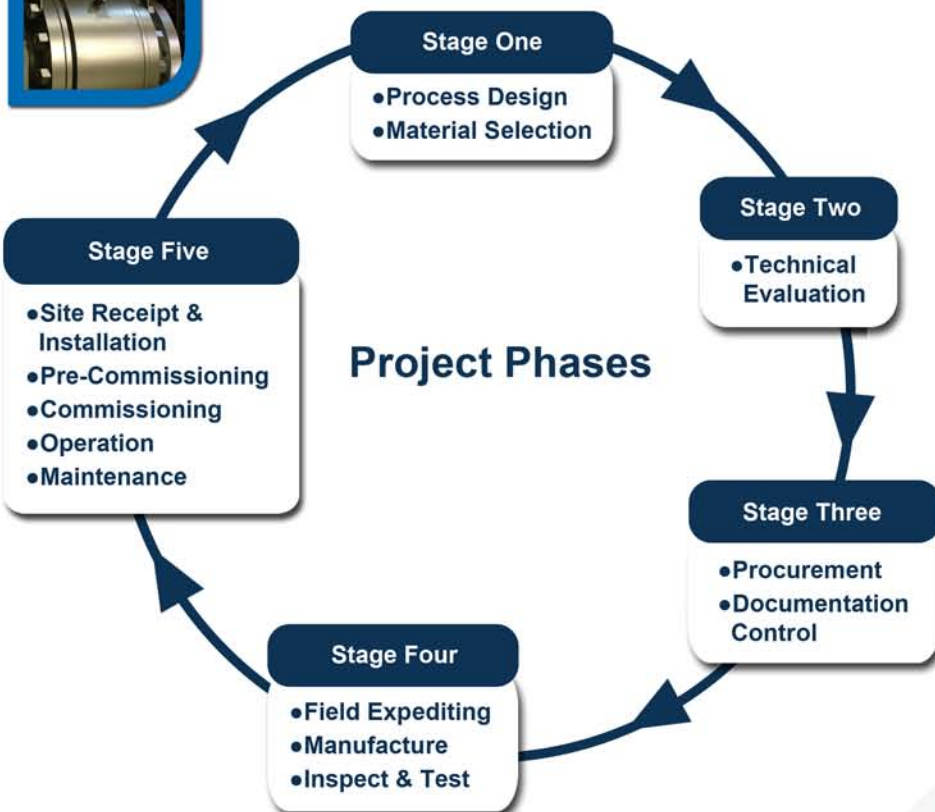 Stage One
●Process Design
●Material Selection
Stage Two
●Technical
Evaluation
Stage Three
●Procurement
●Documentation
Control
Stage Four
●Field Expediting
●Manufacture
●Inspect & Test
Stage Five
●Site Receipt &
Installation
●Pre-Commissioning
●Commissioning
●Operation
●Maintenance
Project Phases